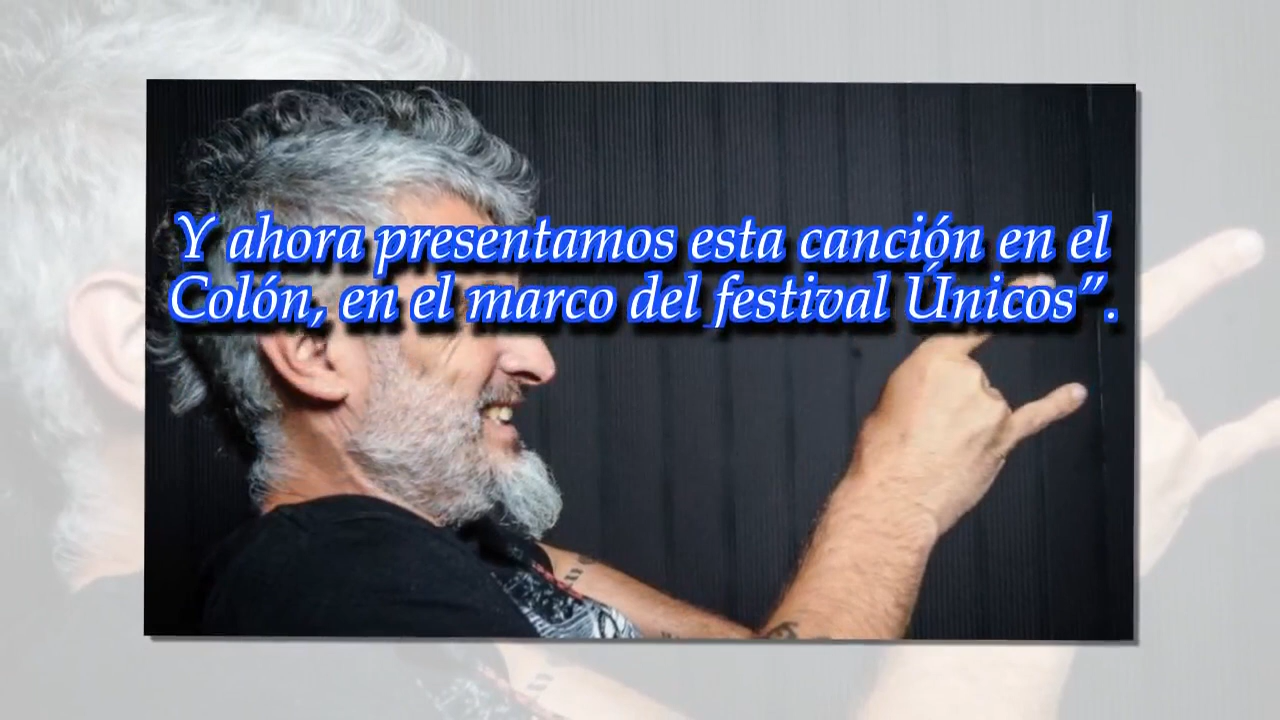 Y ahora presentamos esta canción en el
Colón, en el marco del festival Únicos”.